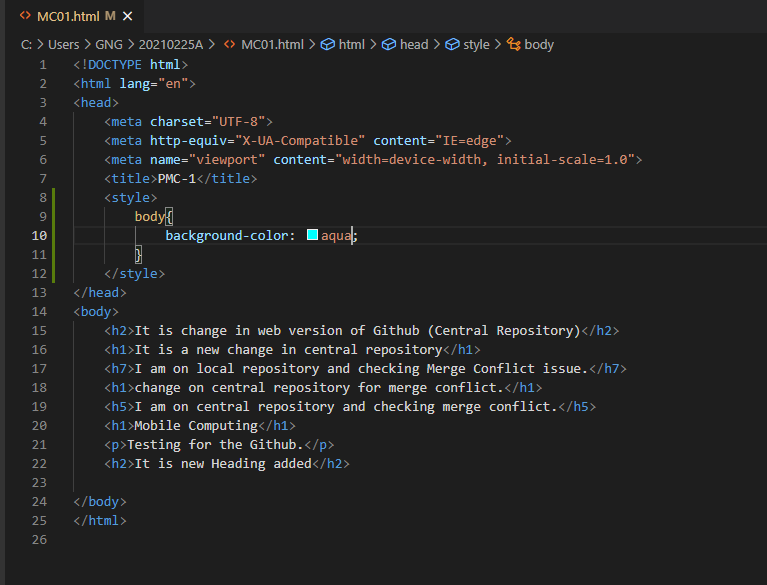 MC01.html M
C: > Users > GNG > 20210225A > MC01.html > html > head > style > body
1 <!DOCTYPE html>
2 <html lang="en">
3 <head>
4 <meta charset="UTF-8">
5 <meta http-equiv="X-UA-Compatible" content="IE=edge">
6 <meta name="viewport" content="width=device-width, initial-scale=1.0">
7 <title>PMC-1</title>
8 <style>
9 body{
10 background-color: aqua;
11 }
12 </style>
13 </head>
14 <body>
15 <h2>It is change in web version of Github (Central Repository)</h2>
16 <h1>It is a new change in central repository</h1>
17 <h7>I am on local repository and checking Merge Conflict issue.</h7>
18 <h1>change on central repository for merge conflict.</h1>
19 <h5>I am on central repository and checking merge conflict.</h5>
20 <h1>Mobile Computing</h1>
21 <p>Testing for the Github.</p>
22 <h2>It is new Heading added</h2>
23
24 </body>
25 </html>
26